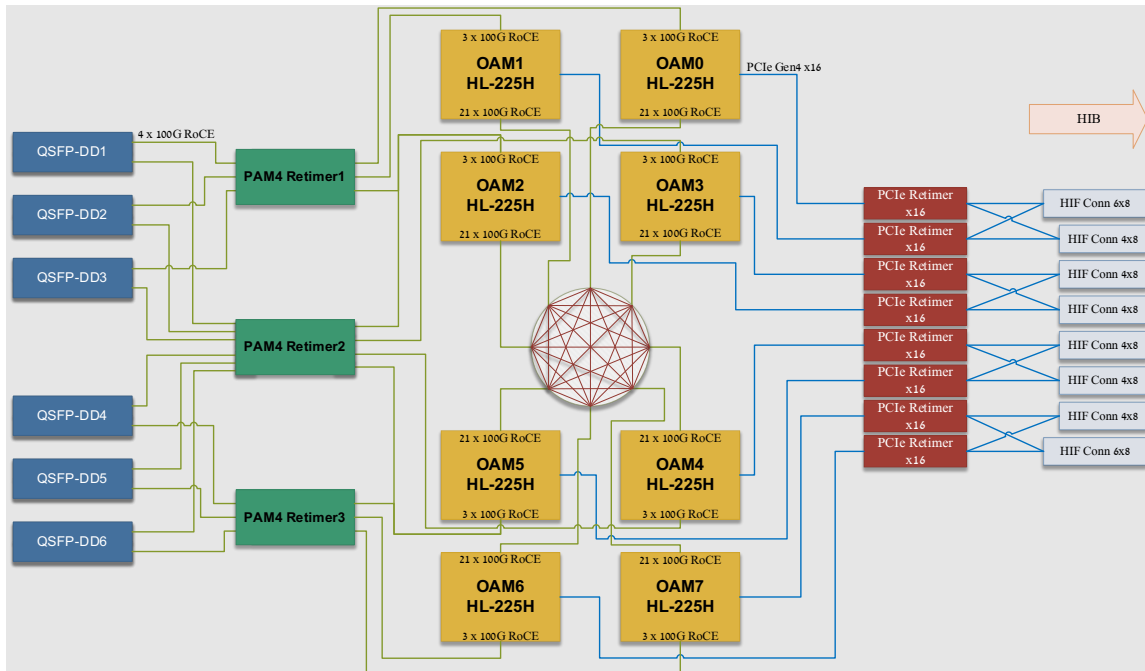 3 x 100G RoCE
OAM1
HL-225H
21 x 100G RoCE
3 x 100G RoCE
OAM0
HL-225H
21 x 100G RoCE
PCIe Gen4 x16
HIB
4 x 100G RoCE
QSFP-DD1
QSFP-DD2
QSFP-DD3
QSFP-DD4
QSFP-DD5
QSFP-DD6
PAM4 Retimer1
PAM4 Retimer2
PAM4 Retimer3
3 x 100G RoCE
OAM2
HL-225H
21 x 100G RoCE
3 x 100G RoCE
OAM3
HL-225H
21 x 100G RoCE
21 x 100G RoCE
OAM5
HL-225H
3 x 100G RoCE
21 x 100G RoCE
OAM4
HL-225H
3 x 100G RoCE
21 x 100G RoCE
OAM6
HL-225H
3 x 100G RoCE
21 x 100G RoCE
OAM7
HL-225H
3 x 100G RoCE
PCIe Retimer
x16
PCIe Retimer
x16
PCIe Retimer
x16
PCIe Retimer
x16
PCIe Retimer
x16
PCIe Retimer
x16
PCIe Retimer
x16
PCIe Retimer
x16
HIF Conn 6x8
HIF Conn 4x8
HIF Conn 4x8
HIF Conn 4x8
HIF Conn 4x8
HIF Conn 4x8
HIF Conn 4x8
HIF Conn 6x8